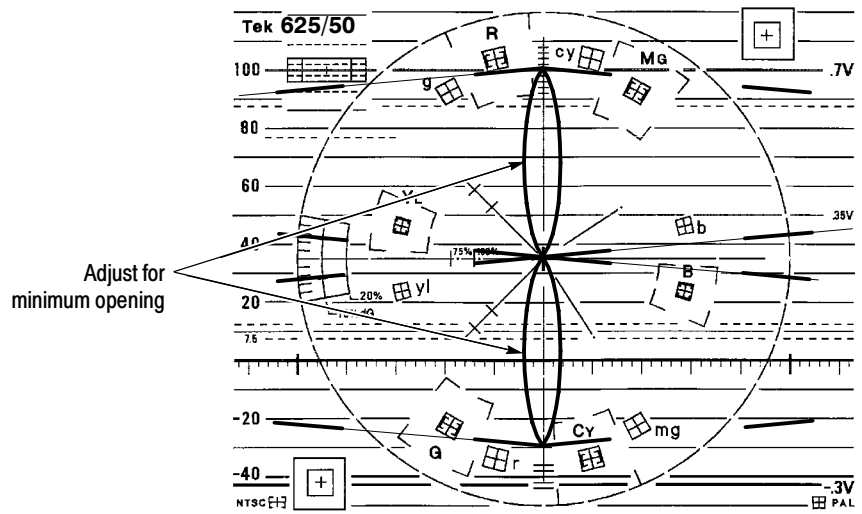 Tek 625/50
R
cy
MG
100
.7V
g
80
60
YL
b
.35V
40
75% 100%
B
Adjust for
minimum opening
yl
20%
20
7.5
-20
G
r
Cy
mg
-40
-.3V
NTSC
PAL